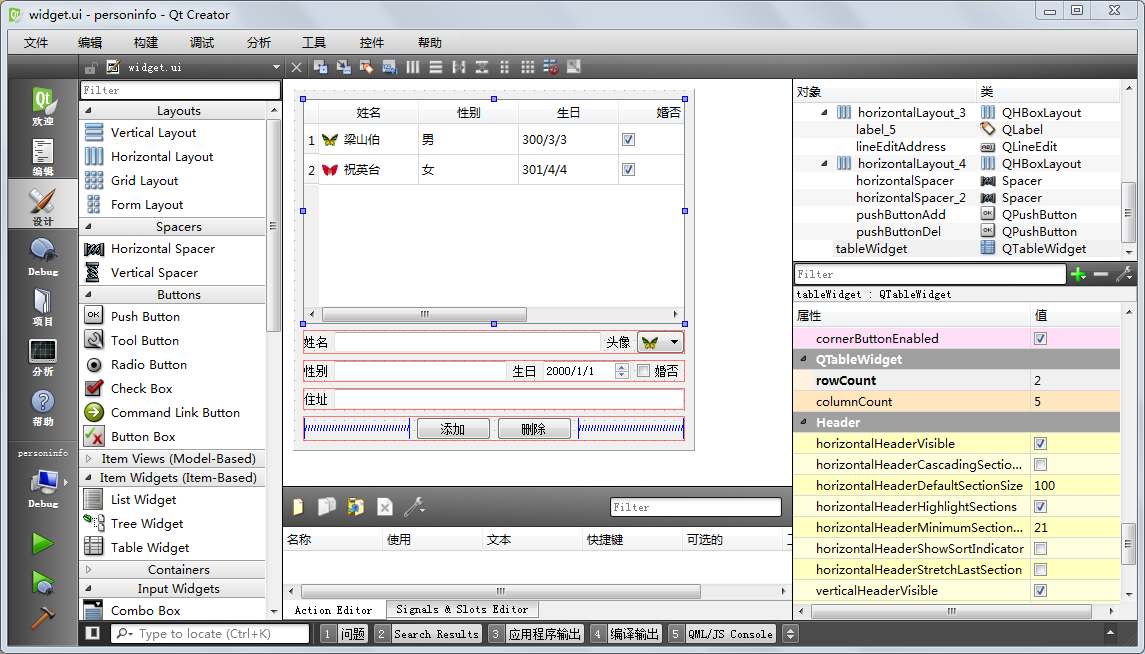 widget.ui - personinfo - Qt Creator
文件 编辑 构建 调试 分析 工具 控件 帮助
widget.ui
欢迎
编辑
设计
Debug
项目
分析
帮助
personinfo
Debug
Filter
Layouts
Vertical Layout
Horizontal Layout
Grid Layout
Form Layout
Spacers
Horizontal Spacer
Vertical Spacer
Buttons
OK Push Button
Tool Button
Radio Button
Check Box
Command Link Button
Button Box
Item Views (Model-Based)
Item Widgets (Item-Based)
List Widget
Tree Widget
Table Widget
Containers
Input Widgets
Combo Box
姓名 性别 生日 婚否
1 梁山伯 男 300/3/3
2 祝英台 女 301/4/4
姓名 头像
性别 生日 2000/1/1 婚否
住址
添加 删除
Filter
名称 使用 文本 快捷键 可选的
Action Editor Signals & Slots Editor
对象 类
horizontalLayout_3 QHBoxLayout
label_5 QLabel
lineEditAddress QLineEdit
horizontalLayout_4 QHBoxLayout
horizontalSpacer Spacer
horizontalSpacer_2 Spacer
pushButtonAdd OK QPushButton
pushButtonDel OK QPushButton
tableWidget QTableWidget
Filter
tableWidget : QTableWidget
属性 值
cornerButtonEnabled
QTableWidget
rowCount 2
columnCount 5
Header
horizontalHeaderVisible
horizontalHeaderCascadingSectio...
horizontalHeaderDefaultSectionSize 100
horizontalHeaderHighlightSections
horizontalHeaderMinimumSection... 21
horizontalHeaderShowSortIndicator
horizontalHeaderStretchLastSection
verticalHeaderVisible
Type to locate (Ctrl+K) 1 问题 2 Search Results 3 应用程序输出 4 编译输出 5 QML/JS Console